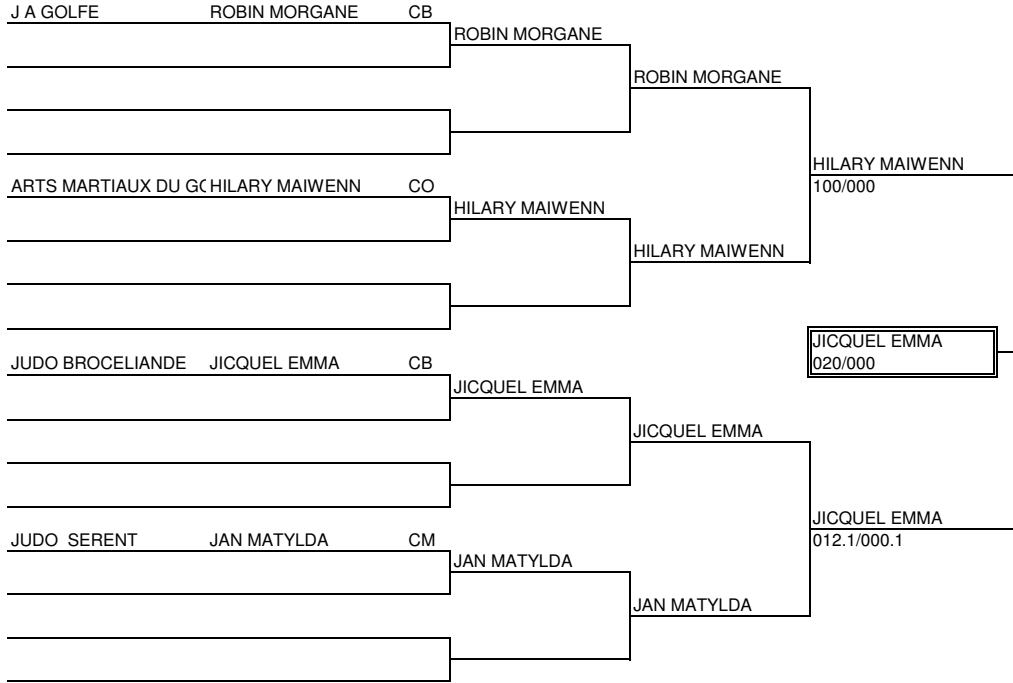 J A GOLFE ROBIN MORGANE CB
ROBIN MORGANE
ROBIN MORGANE
HILARY MAIWENN
100/000
ARTS MARTIAUX DU GO HILARY MAIWENN CO
HILARY MAIWENN
HILARY MAIWENN
JICQUEL EMMA
020/000
JUDO BROCELIANDE JICQUEL EMMA CB
JICQUEL EMMA
JICQUEL EMMA
JICQUEL EMMA
012.1/000.1
JUDO SERENT JAN MATYLDA CM
JAN MATYLDA
JAN MATYLDA